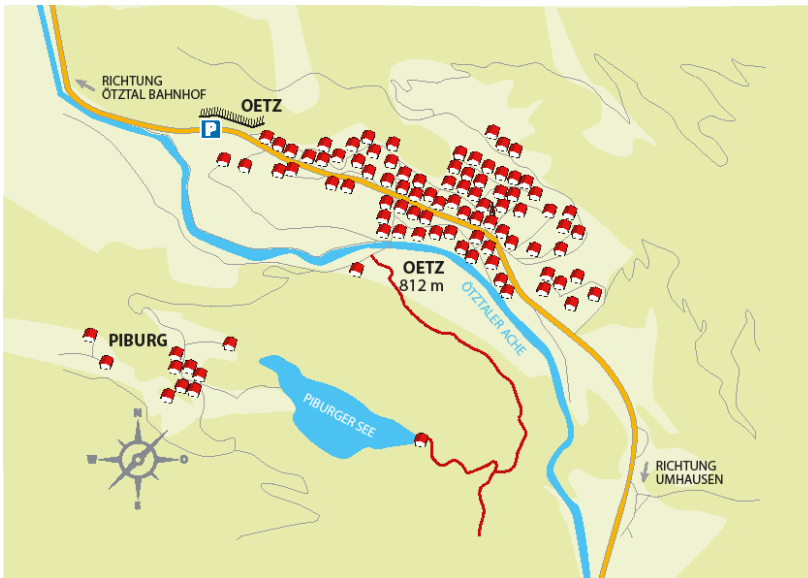 RICHTUNG
ÖTZTAL BAHNHOF
OETZ
P
OETZ
812 m
ÖTZTALER ACHE
PIBURG
PIBURGER SEE
N
W
O
S
RICHTUNG
UMHAUSEN